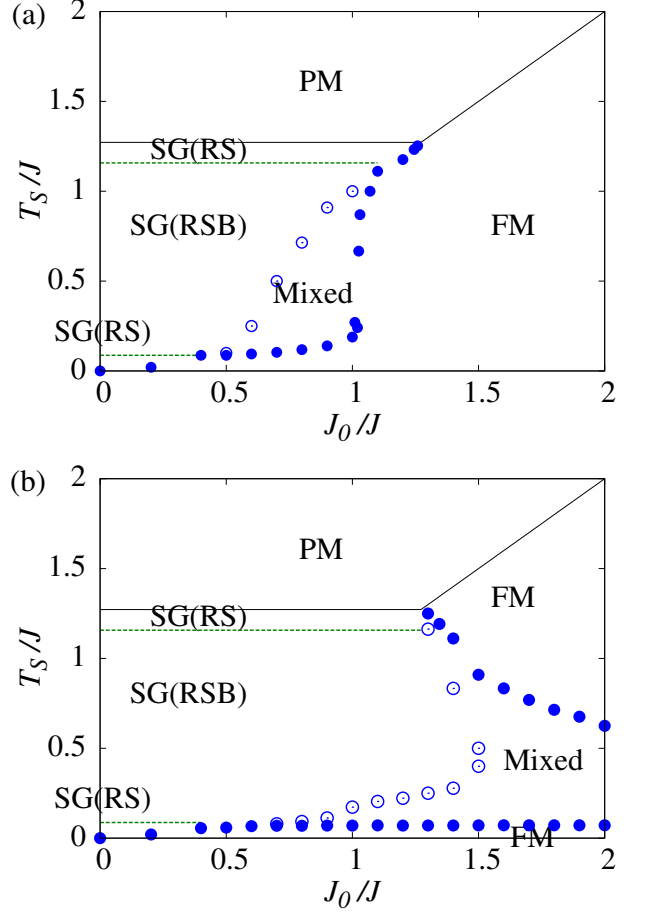 (a)
2
PM
1.5
SG(RS)
T_S/J
1
SG(RSB)
FM
0.5
Mixed
SG(RS)
0
0 0.5 1 1.5 2
J_0/J
(b)
2
PM
1.5
FM
SG(RS)
T_S/J
1
SG(RSB)
0.5
Mixed
SG(RS)
0
FM
0 0.5 1 1.5 2
J_0/J